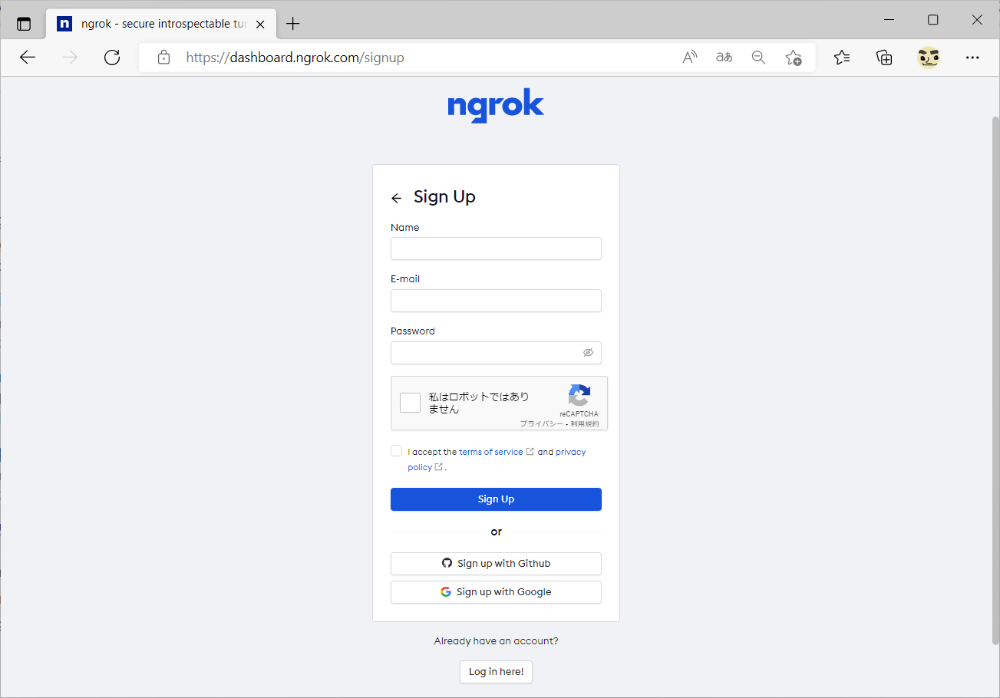 n ngrok - secure introspectable tu
https://dashboard.ngrok.com/signup
ngrok
Sign Up
Name
E-mail
Password
私はロボットではあり
ません
reCAPTCHA
プライバシー - 利用規約
I accept the terms of service and privacy
policy .
Sign Up
or
Sign up with Github
Sign up with Google
Already have an account?
Log in here!